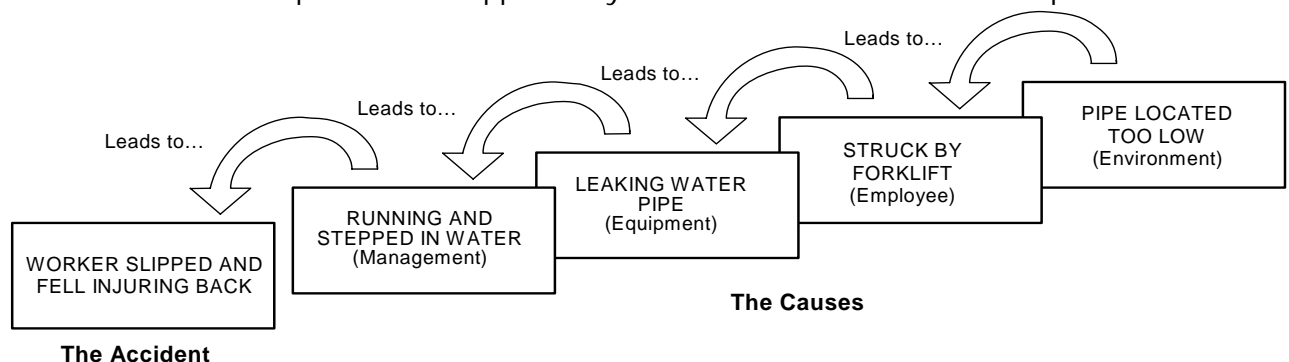 Leads to…
Leads to…
Leads to…
Leads to…
PIPE LOCATED
TOO LOW
(Environment)
STRUCK BY
FORKLIFT
(Employee)
LEAKING WATER
PIPE
(Equipment)
RUNNING AND
STEPPED IN WATER
(Management)
WORKER SLIPPED AND
FELL INJURING BACK
The Causes
The Accident